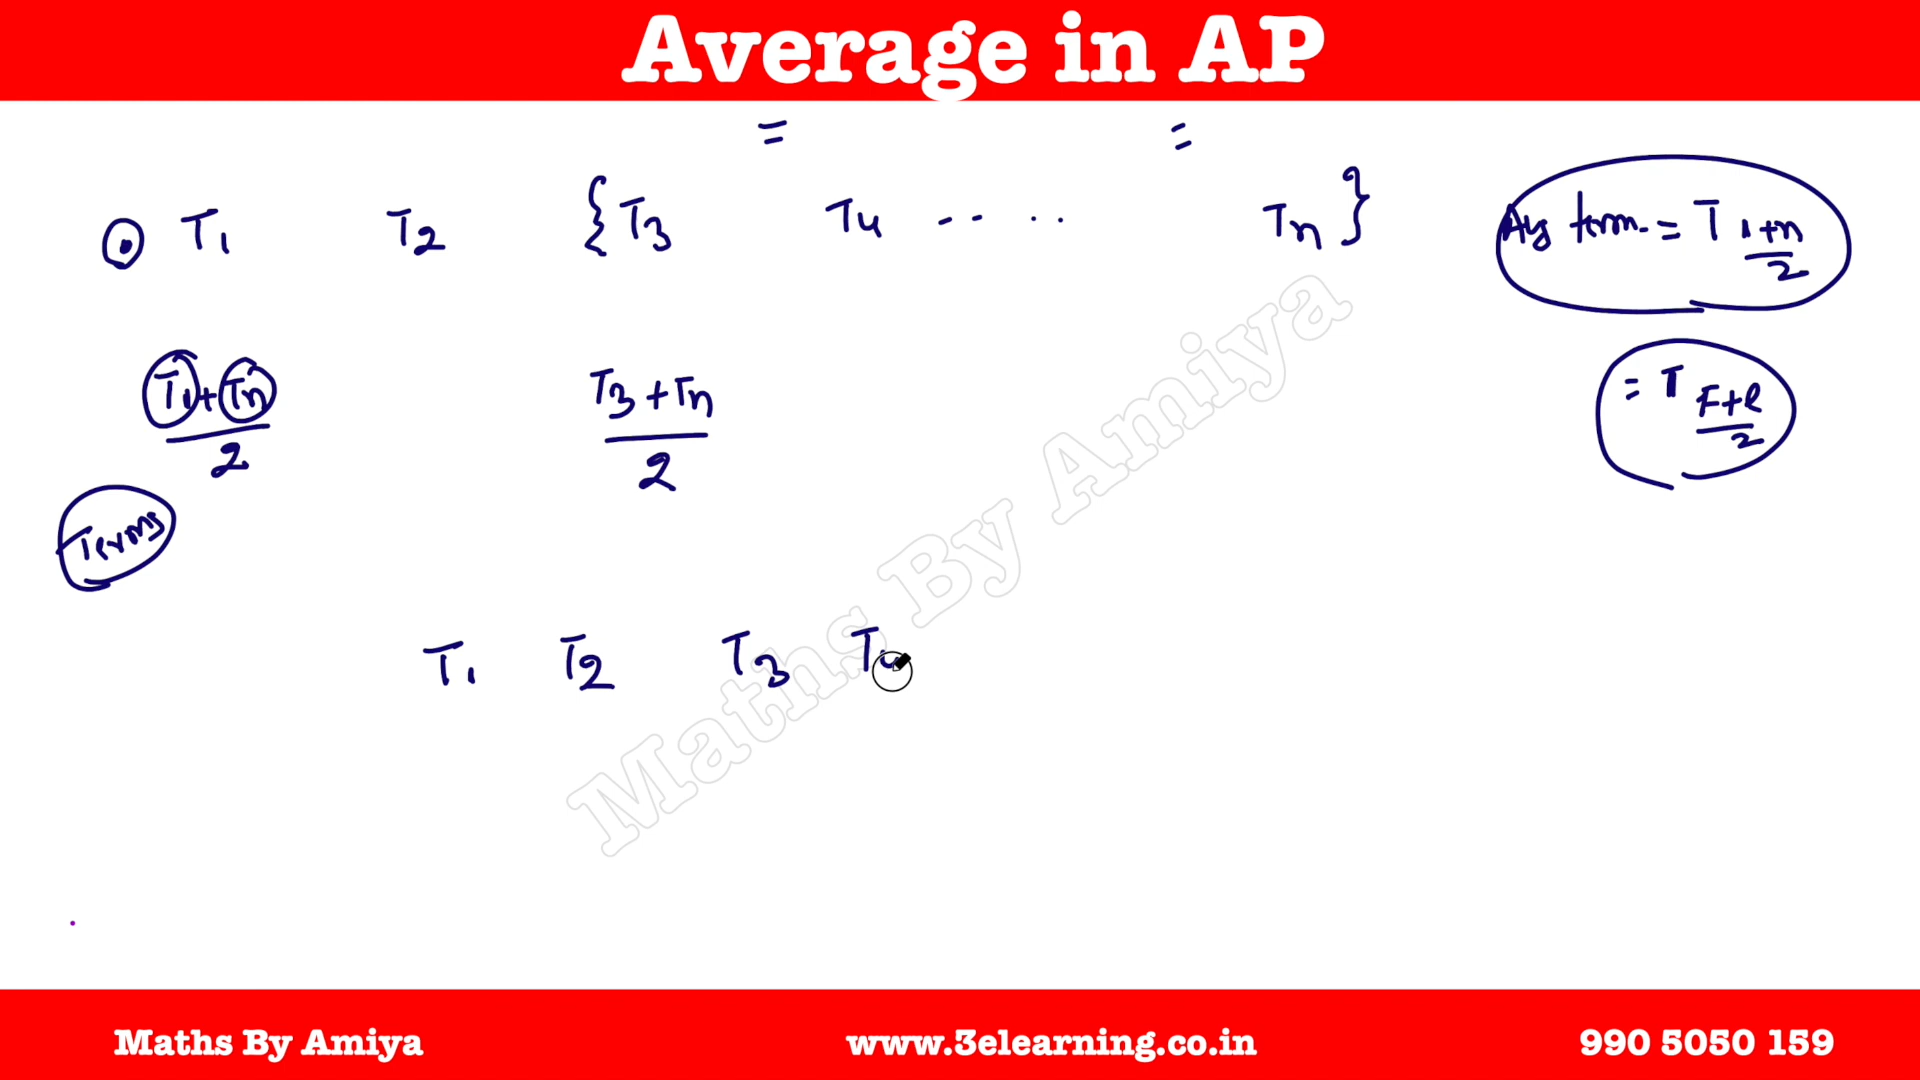 Average in AP
= =
T1 T2 {T3 T4 -- .. Tn} Avg term. = T 1+n/2
T1+Tn/2 T3+Tn/2 = T F+l/2
Terms
T1 T2 T3 T4
Maths By Amiya
Maths By Amiya www.3elearning.co.in 990 5050 159